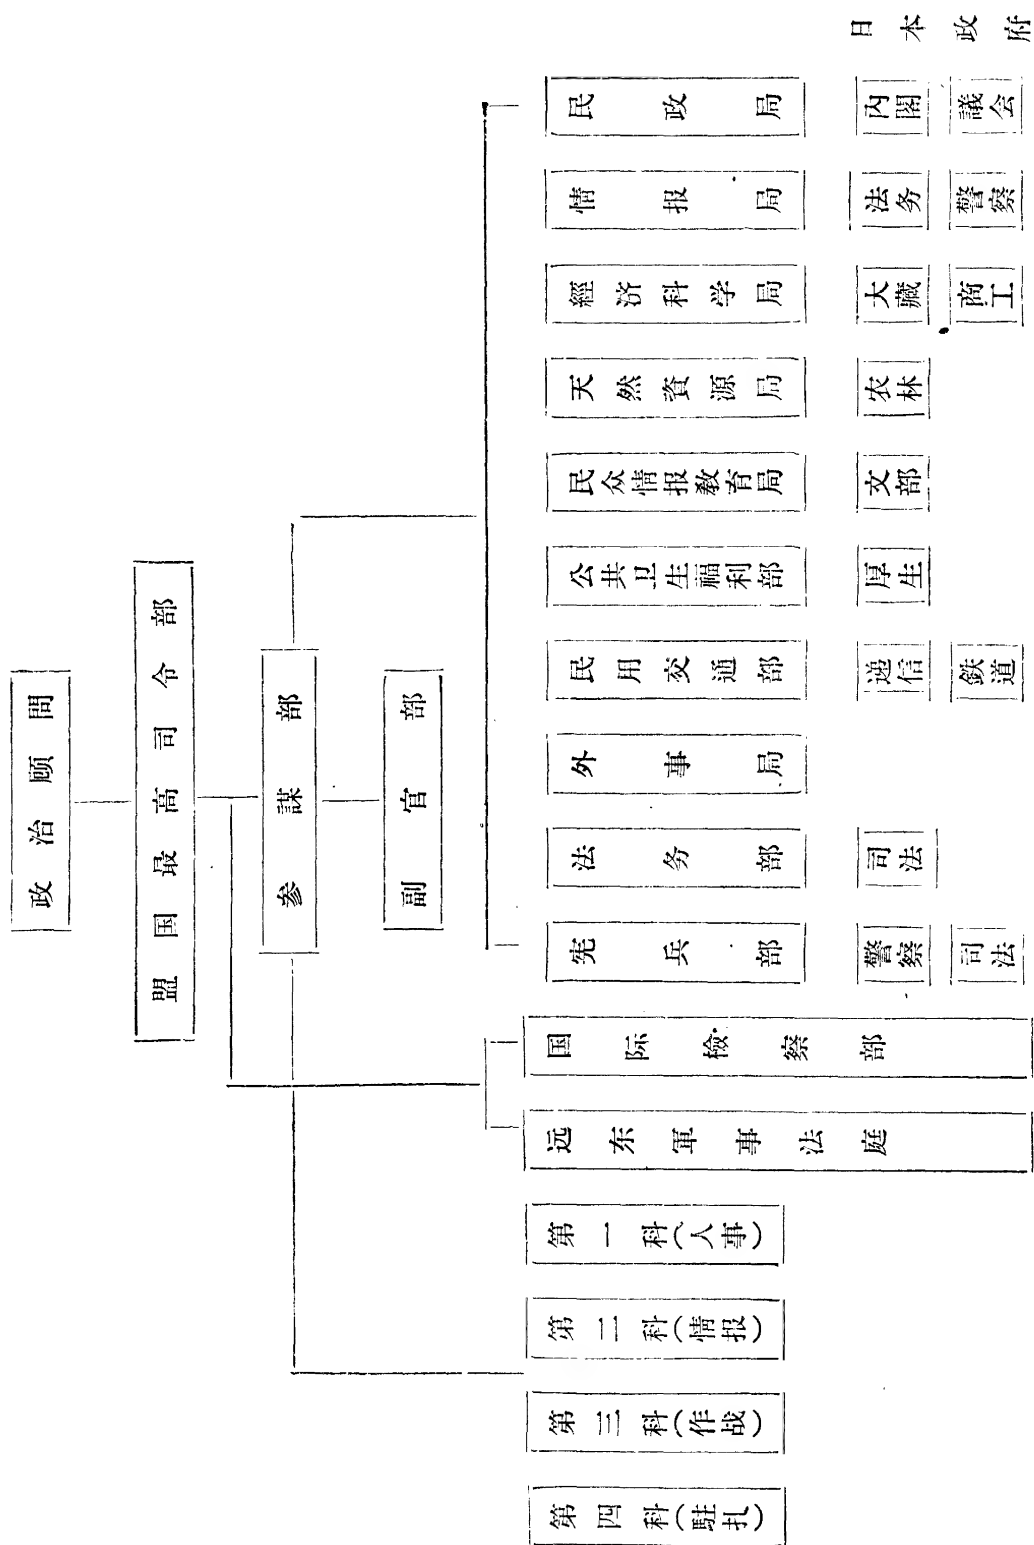 政治顾問
盟国最高司令部
参謀部
副官部
日本政府
民政局
内閣
議会
情报局
法务
警察
經济科学局
大藏
商工
天然資源局
农林
民众情报教育局
文部
公共卫生福利部
厚生
民用交通部
递信
鉄道
外事局
法务部
司法
宪兵部
警察
司法
国际檢察部
远东軍事法庭
第一科(人事)
第二科(情报)
第三科(作战)
第四科(駐扎)